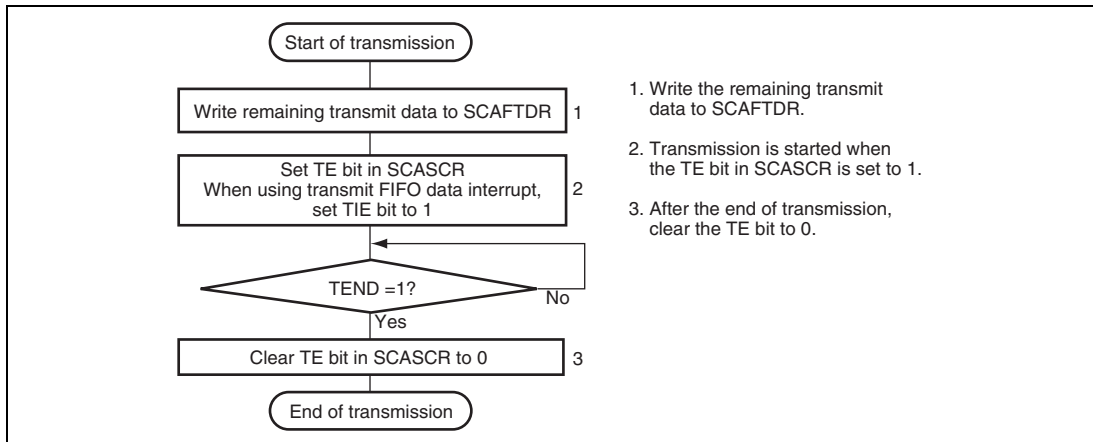 Start of transmission
Write remaining transmit data to SCAFTDR
1
Set TE bit in SCASCR
When using transmit FIFO data interrupt,
set TIE bit to 1
2
TEND =1?
No
Yes
Clear TE bit in SCASCR to 0
3
End of transmission
1. Write the remaining transmit
data to SCAFTDR.
2. Transmission is started when
the TE bit in SCASCR is set to 1.
3. After the end of transmission,
clear the TE bit to 0.